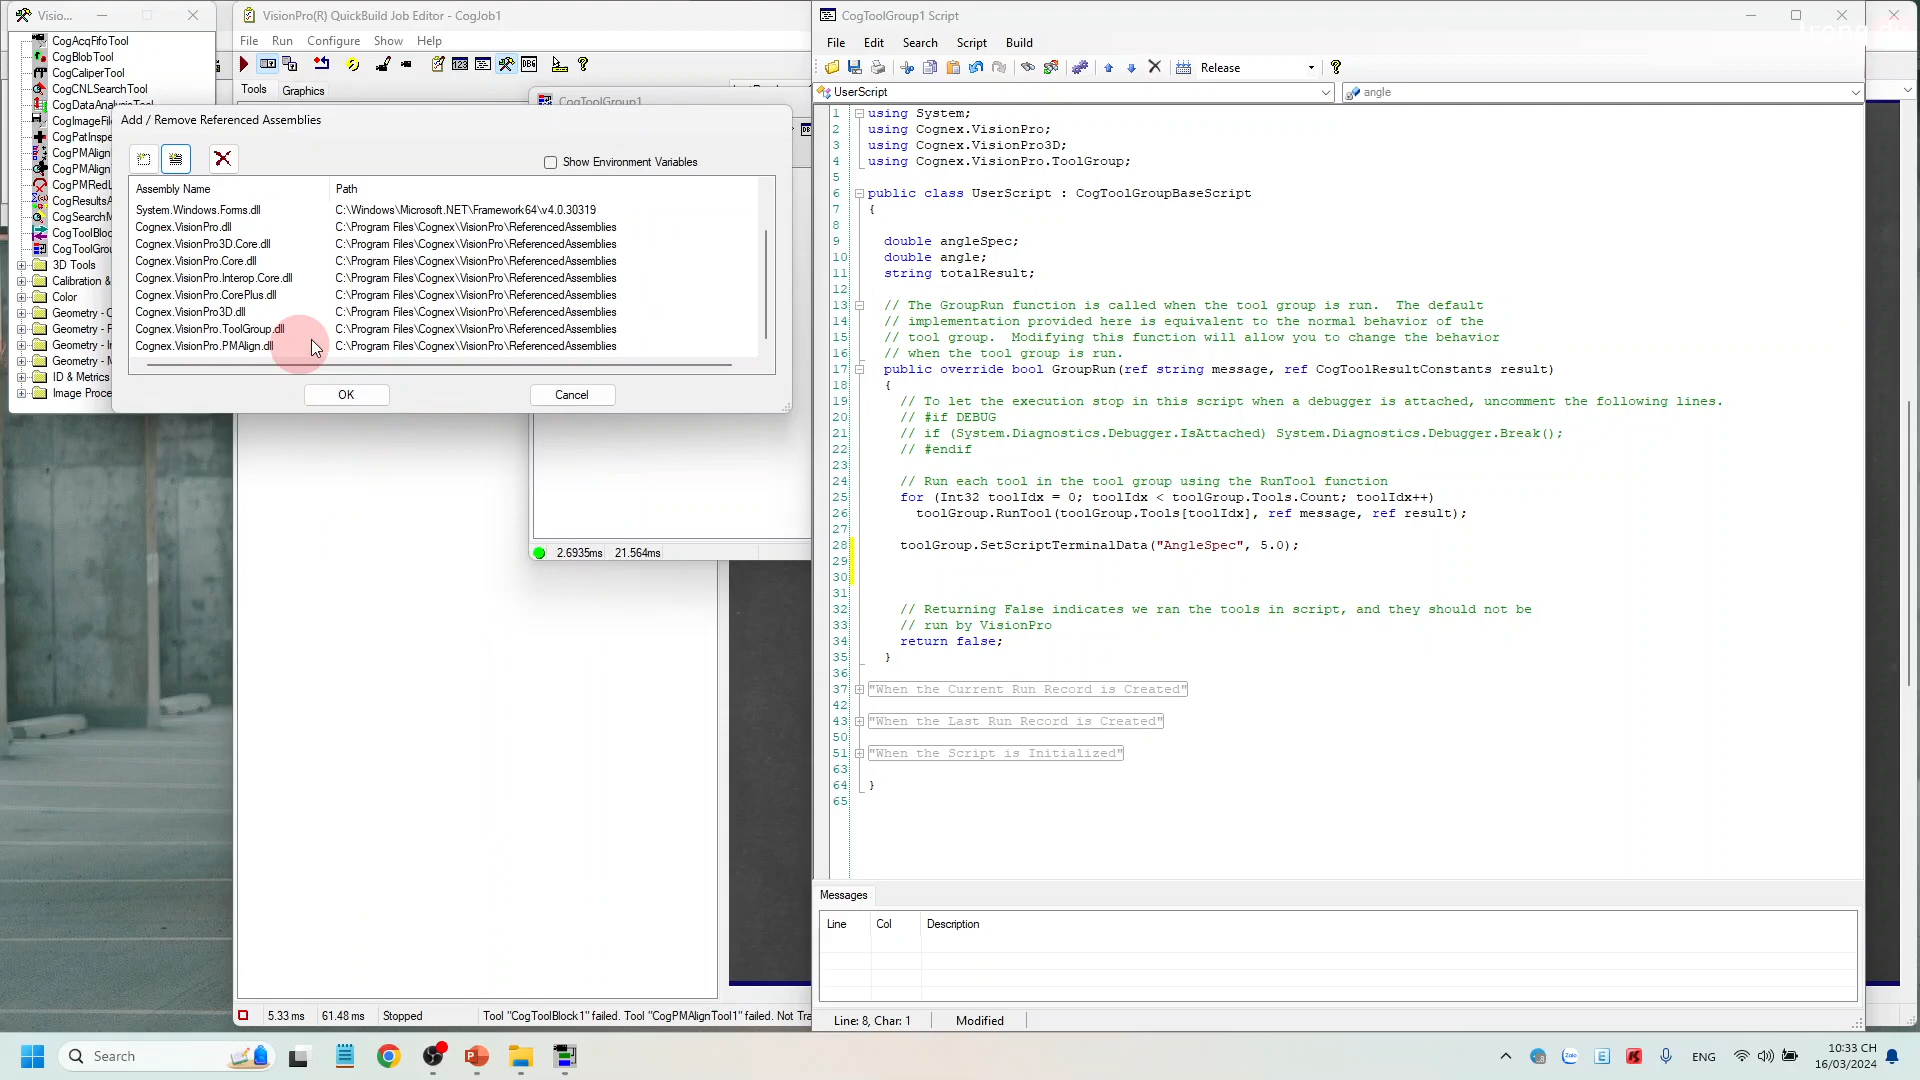 Visio...
CogAcqFifoTool
CogBlobTool
CogCaliperTool
CogCNLSearchTool
CogDataAnalysisTool
CogImageFil
CogPatInspe
CogPMAlign
CogPMAlign
CogPMRedL
CogResultsA
CogSearchM
CogToolBloc
CogToolGrou
3D Tools
Calibration &
Color
Geometry - C
Geometry - F
Geometry - In
Geometry - M
ID & Metrics
Image Proce
VisionPro(R) QuickBuild Job Editor - CogJob1
File Run Configure Show Help
Tools Graphics
CogToolGroup1
Add / Remove Referenced Assemblies
Show Environment Variables
Assembly Name Path
System.Windows.Forms.dll C:\Windows\Microsoft.NET\Framework64\v4.0.30319
Cognex.VisionPro.dll C:\Program Files\Cognex\VisionPro\ReferencedAssemblies
Cognex.VisionPro3D.Core.dll C:\Program Files\Cognex\VisionPro\ReferencedAssemblies
Cognex.VisionPro.Core.dll C:\Program Files\Cognex\VisionPro\ReferencedAssemblies
Cognex.VisionPro.Interop.Core.dll C:\Program Files\Cognex\VisionPro\ReferencedAssemblies
Cognex.VisionPro.CorePlus.dll C:\Program Files\Cognex\VisionPro\ReferencedAssemblies
Cognex.VisionPro3D.dll C:\Program Files\Cognex\VisionPro\ReferencedAssemblies
Cognex.VisionPro.ToolGroup.dll C:\Program Files\Cognex\VisionPro\ReferencedAssemblies
Cognex.VisionPro.PMAlign.dll C:\Program Files\Cognex\VisionPro\ReferencedAssemblies
OK Cancel
2.6935ms 21.564ms
5.33 ms 61.48 ms Stopped Tool "CogToolBlock1" failed. Tool "CogPMAlignTool1" failed. Not Tra
CogToolGroup1 Script
File Edit Search Script Build
Release
UserScript angle
1 using System;
2 using Cognex.VisionPro;
3 using Cognex.VisionPro3D;
4 using Cognex.VisionPro.ToolGroup;
5
6 public class UserScript : CogToolGroupBaseScript
7 {
8
9 double angleSpec;
10 double angle;
11 string totalResult;
12
13 // The GroupRun function is called when the tool group is run. The default
14 // implementation provided here is equivalent to the normal behavior of the
15 // tool group. Modifying this function will allow you to change the behavior
16 // when the tool group is run.
17 public override bool GroupRun(ref string message, ref CogToolResultConstants result)
18 {
19 // To let the execution stop in this script when a debugger is attached, uncomment the following lines.
20 // #if DEBUG
21 // if (System.Diagnostics.Debugger.IsAttached) System.Diagnostics.Debugger.Break();
22 // #endif
23
24 // Run each tool in the tool group using the RunTool function
25 for (Int32 toolIdx = 0; toolIdx < toolGroup.Tools.Count; toolIdx++)
26 toolGroup.RunTool(toolGroup.Tools[toolIdx], ref message, ref result);
27
28 toolGroup.SetScriptTerminalData("AngleSpec", 5.0);
29
30
31
32 // Returning False indicates we ran the tools in script, and they should not be
33 // run by VisionPro
34 return false;
35 }
36
37 "When the Current Run Record is Created"
42
43 "When the Last Run Record is Created"
50
51 "When the Script is Initialized"
63
64 }
65
Messages
Line Col Description
Line: 8, Char: 1 Modified
Search
ENG
10:33 CH
16/03/2024